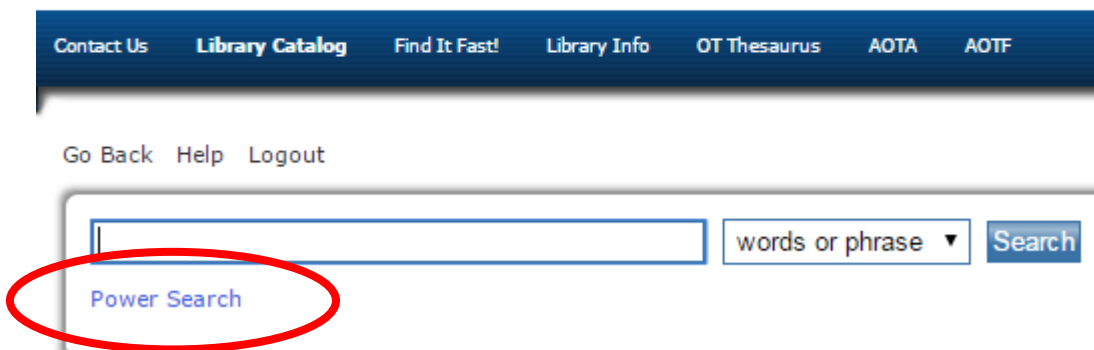 Contact Us Library Catalog Find It Fast! Library Info OT Thesaurus AOTA AOTF
Go Back Help Logout
words or phrase Search
Power Search